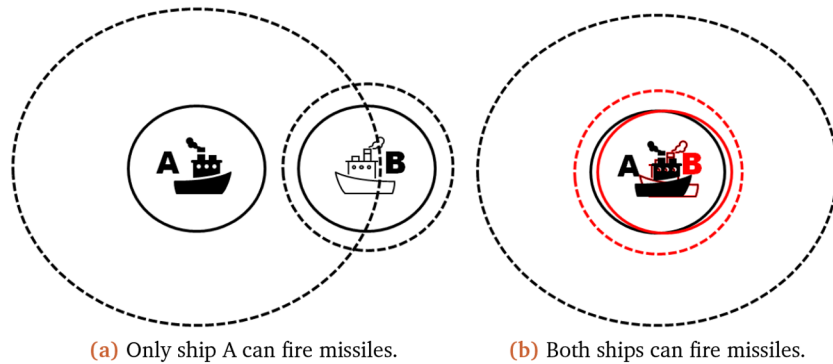 A
B
A
B
(a) Only ship A can fire missiles.
(b) Both ships can fire missiles.